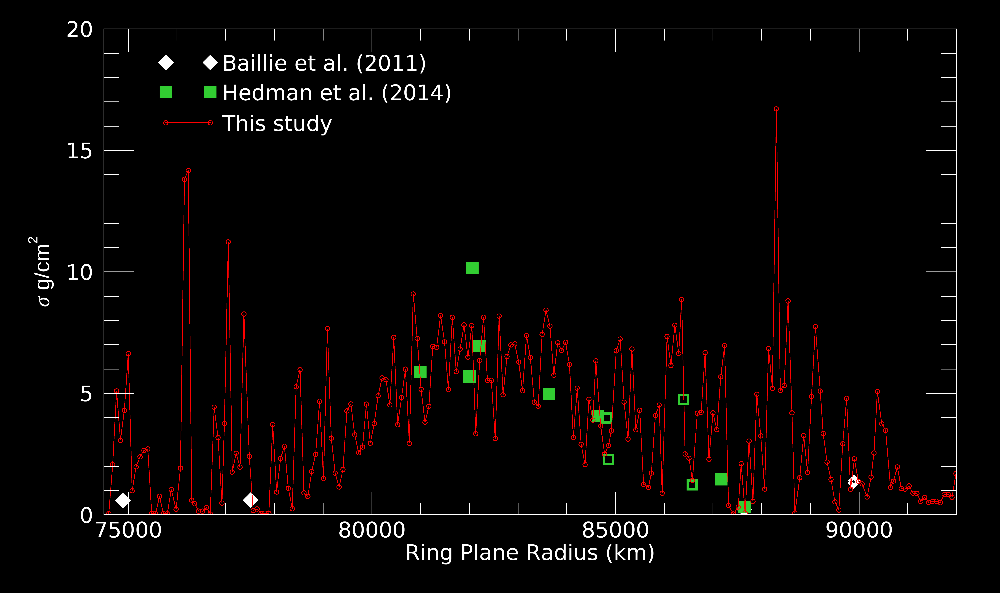 20
Baillie et al. (2011)
Hedman et al. (2014)
This study
15
10
5
0
σ g/cm²
75000 80000 85000 90000
Ring Plane Radius (km)